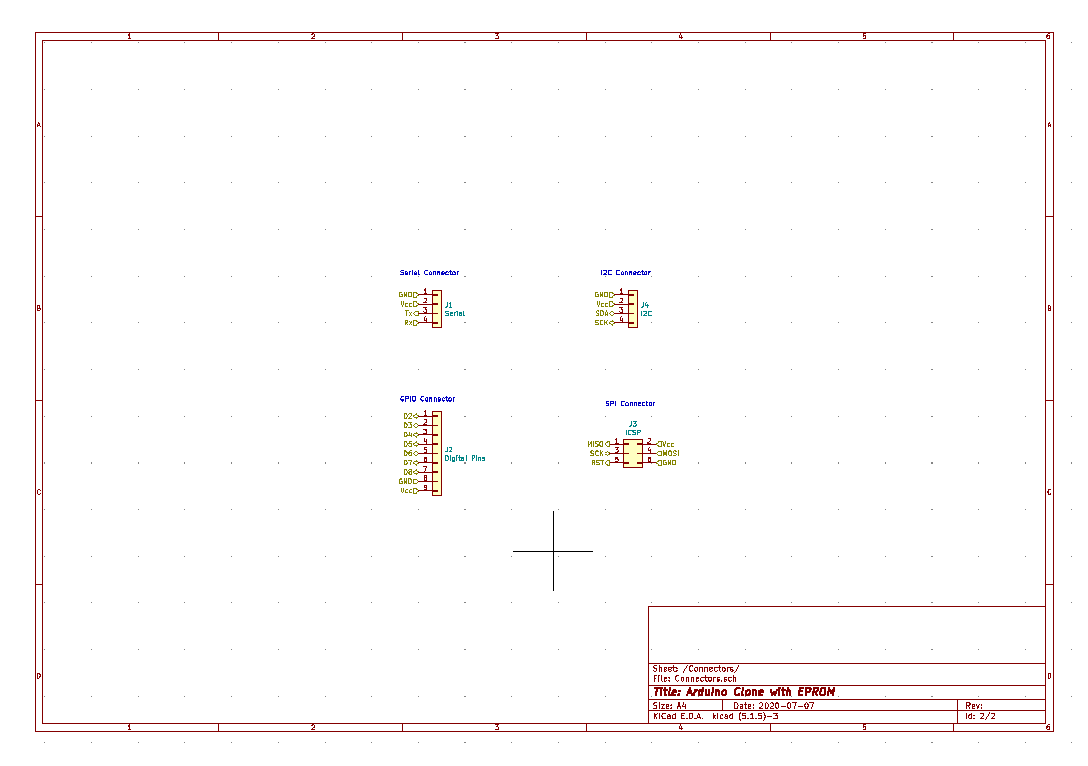 1 2 3 4 5 6
A A
Serial Connector
I2C Connector
GND 1
Vcc 2
Tx 3
Rx 4
J1
Serial
GND 1
Vcc 2
SDA 3
SCK 4
J4
I2C
B B
GPIO Connector
SPI Connector
D2 1
D3 2
D4 3
D5 4
D6 5
D7 6
D8 7
GND 8
Vcc 9
J2
Digital Pins
J3
ICSP
MISO 1 2 Vcc
SCK 3 4 MOSI
RST 5 6 GND
C C
Sheet: /Connectors/
File: Connectors.sch
Title: Arduino Clone with EPROM
Size: A4 Date: 2020-07-07 Rev:
KiCad E.D.A. kicad (5.1.5)-3 Id: 2/2
D D
1 2 3 4 5 6